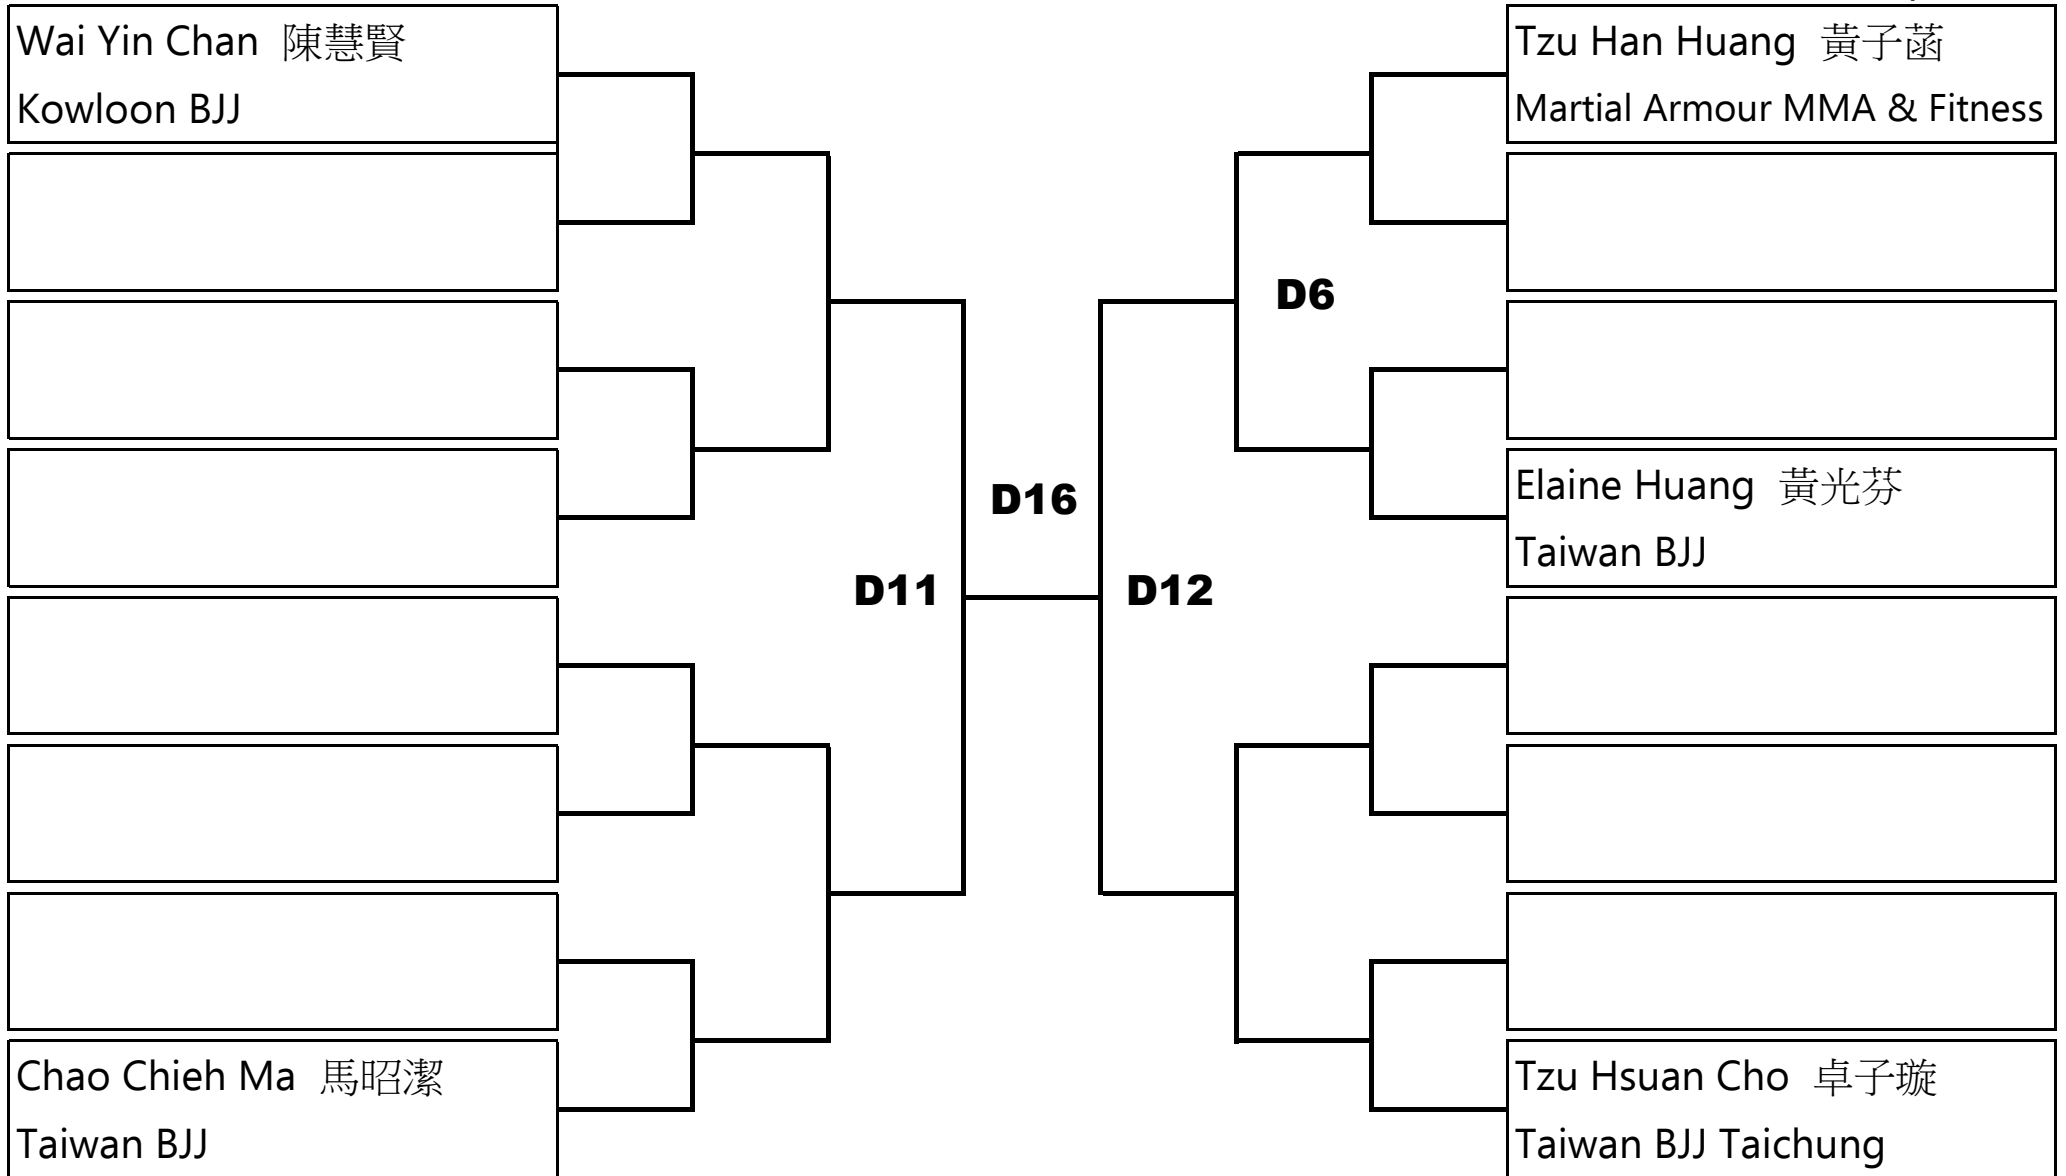 Wai Yin Chan 陳慧賢
Kowloon BJJ
Tzu Han Huang 黃子菡
Martial Armour MMA & Fitness
D6
Elaine Huang 黃光芬
Taiwan BJJ
D16
D11
D12
Chao Chieh Ma 馬昭潔
Taiwan BJJ
Tzu Hsuan Cho 卓子璇
Taiwan BJJ Taichung